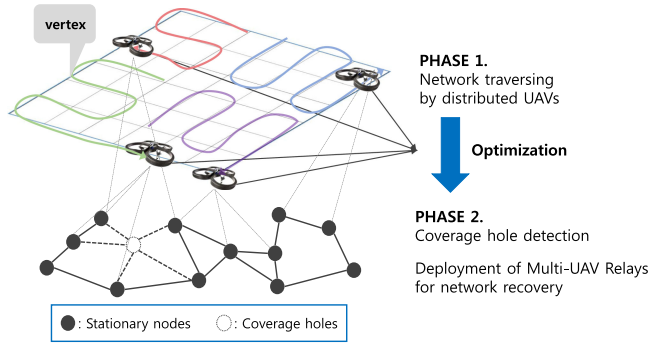 vertex
PHASE 1.
Network traversing
by distributed UAVs
Optimization
PHASE 2.
Coverage hole detection
Deployment of Multi-UAV Relays
for network recovery
: Stationary nodes : Coverage holes